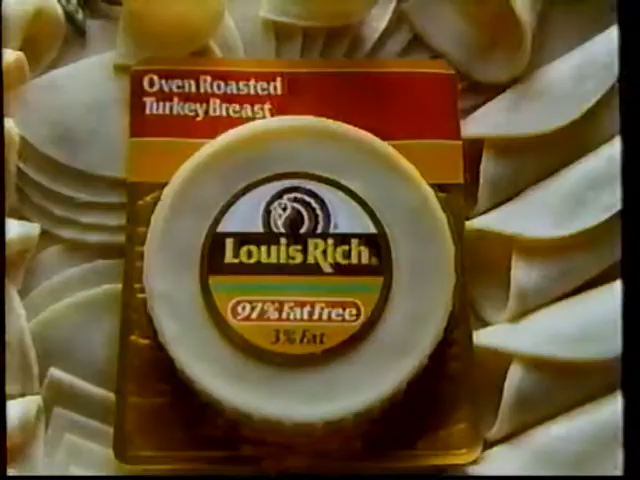 Oven Roasted
Turkey Breast
Louis Rich
97% Fat Free
3% Fat